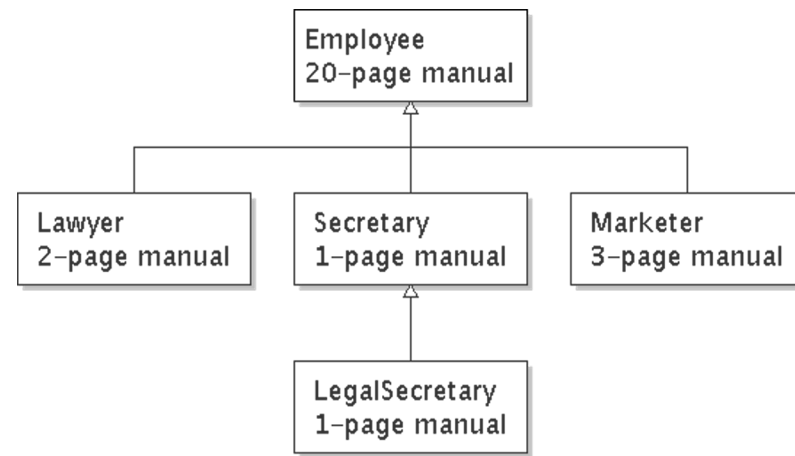 Employee
20-page manual
Lawyer
2-page manual
Secretary
1-page manual
Marketer
3-page manual
LegalSecretary
1-page manual